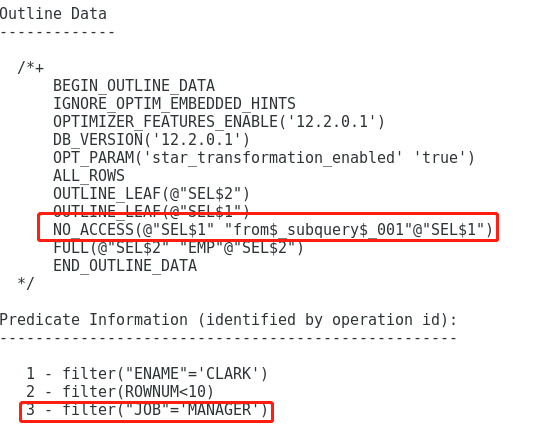 Outline Data
-------------
/*+
BEGIN_OUTLINE_DATA
IGNORE_OPTIM_EMBEDDED_HINTS
OPTIMIZER_FEATURES_ENABLE('12.2.0.1')
DB_VERSION('12.2.0.1')
OPT_PARAM('star_transformation_enabled' 'true')
ALL_ROWS
OUTLINE_LEAF(@"SEL$2")
OUTLINE_LEAF(@"SEL$1")
NO_ACCESS(@"SEL$1" "from$_subquery$_001"@"SEL$1")
FULL(@"SEL$2" "EMP"@"SEL$2")
END_OUTLINE_DATA
*/
Predicate Information (identified by operation id):
---------------------------------------------------
1 - filter("ENAME"='CLARK')
2 - filter(ROWNUM<10)
3 - filter("JOB"='MANAGER')